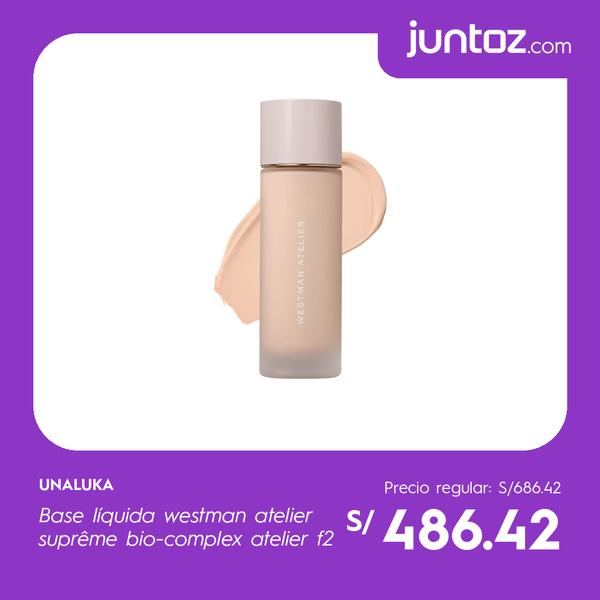 juntoz.com
WESTMAN ATELIER
UNALUKA
Base líquida westman atelier
suprême bio-complex atelier f2
Precio regular: S/686.42
S/ 486.42